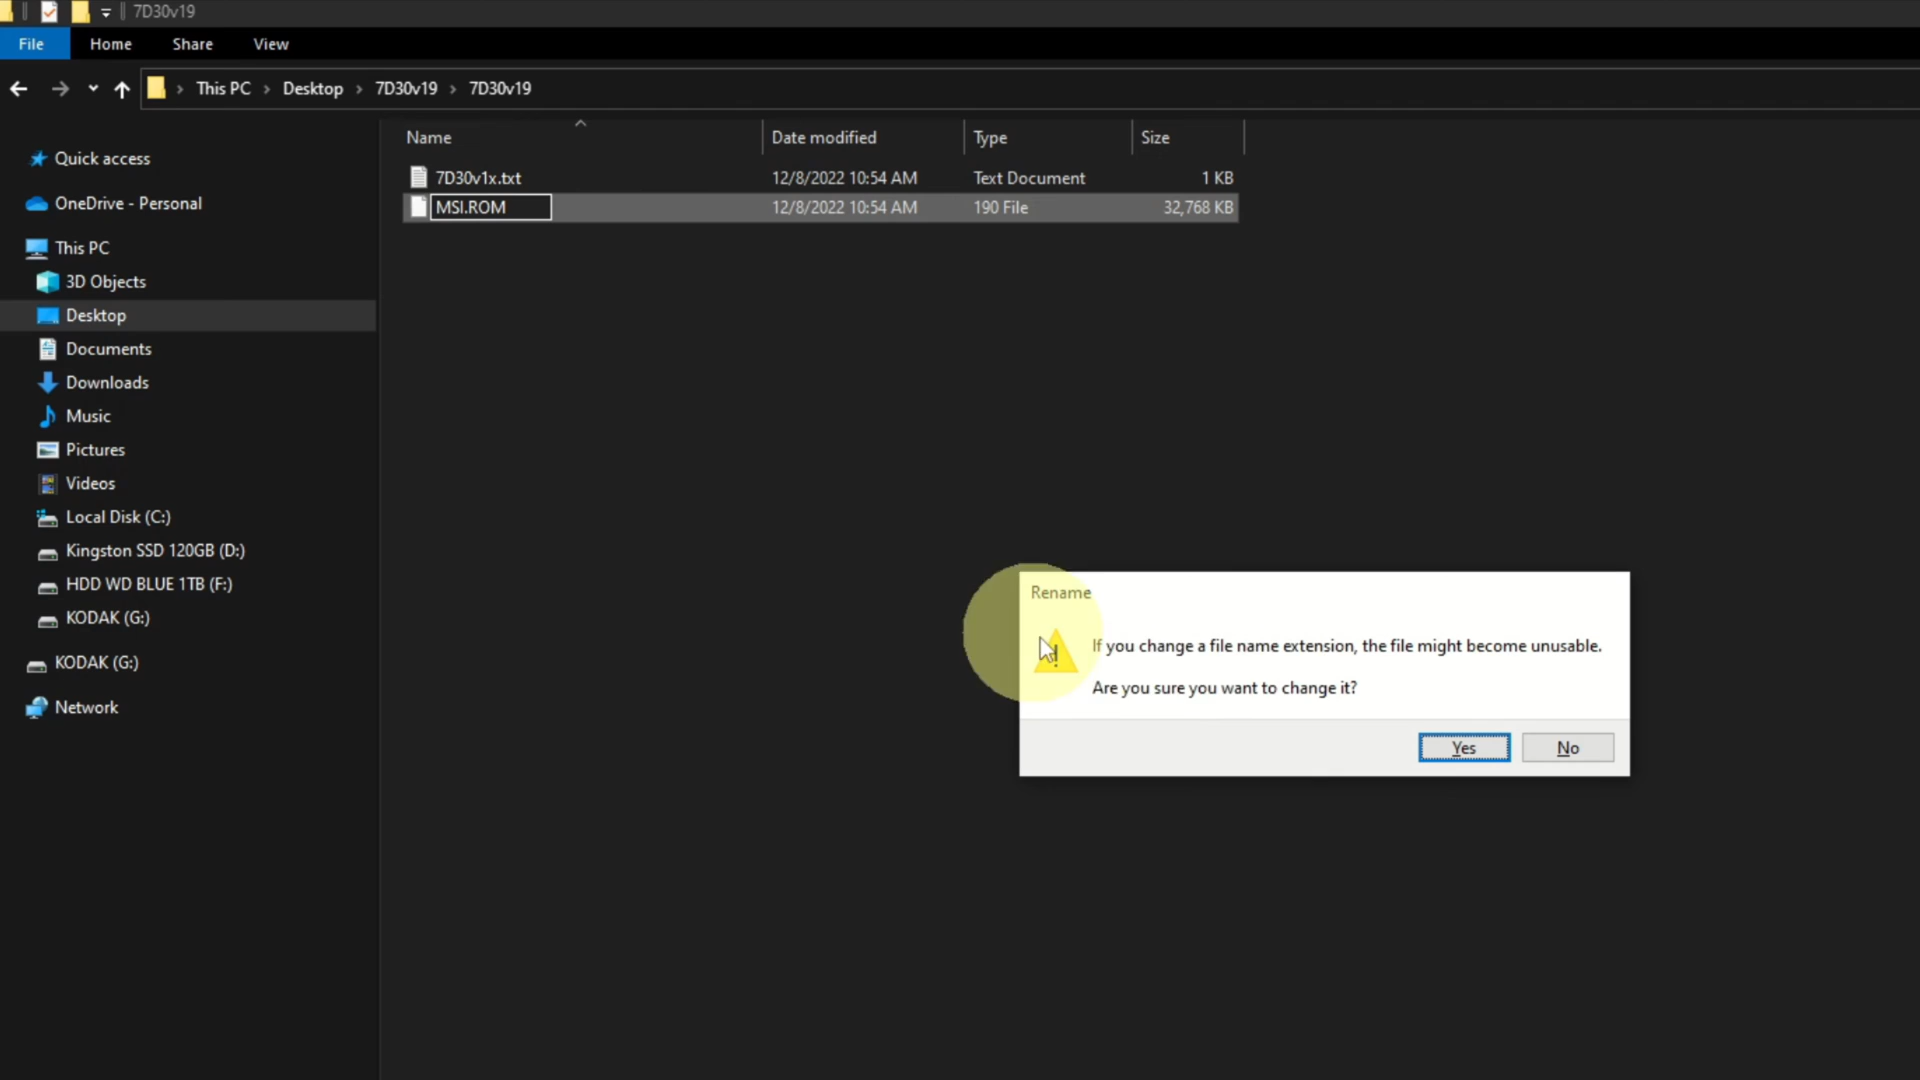 7D30v19
File Home Share View
This PC Desktop 7D30v19 7D30v19
Name Date modified Type Size
7D30v1x.txt 12/8/2022 10:54 AM Text Document 1 KB
MSI.ROM 12/8/2022 10:54 AM 190 File 32,768 KB
Quick access
OneDrive - Personal
This PC
3D Objects
Desktop
Documents
Downloads
Music
Pictures
Videos
Local Disk (C:)
Kingston SSD 120GB (D:)
HDD WD BLUE 1TB (F:)
KODAK (G:)
KODAK (G:)
Network
Rename
If you change a file name extension, the file might become unusable.
Are you sure you want to change it?
Yes No